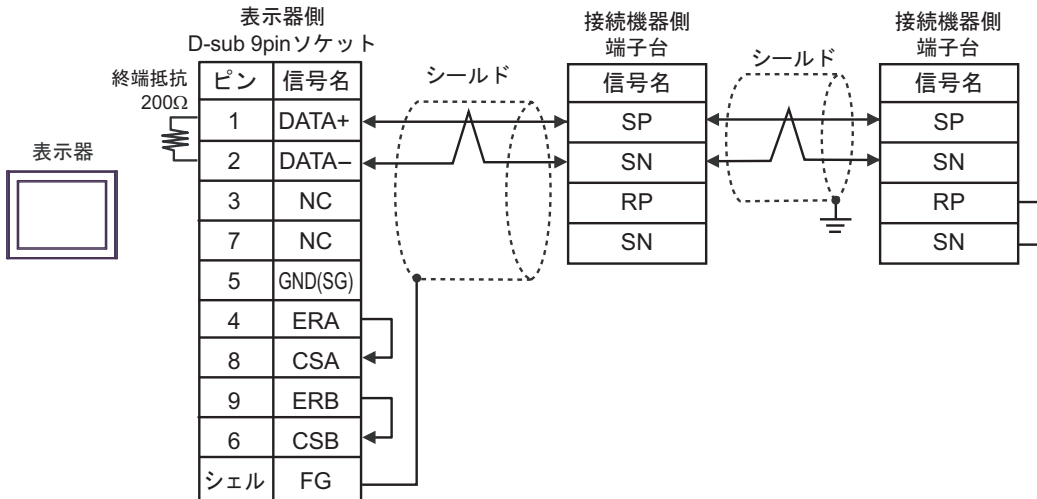 表示器側
D-sub 9pinソケット
終端抵抗
200Ω
表示器
ピン 信号名
1 DATA+
2 DATA−
3 NC
7 NC
5 GND(SG)
4 ERA
8 CSA
9 ERB
6 CSB
シェル FG
シールド
接続機器側
端子台
信号名
SP
SN
RP
SN
シールド
接続機器側
端子台
信号名
SP
SN
RP
SN